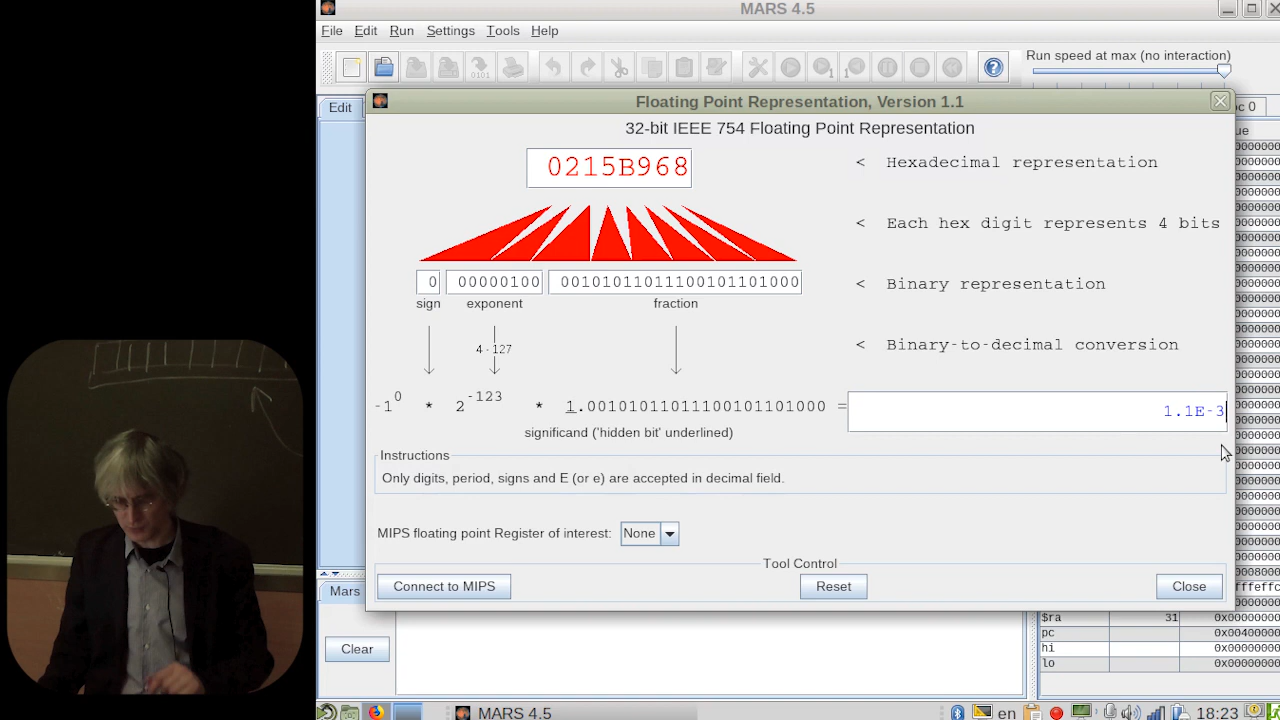 MARS 4.5
File Edit Run Settings Tools Help
Run speed at max (no interaction)
Edit
Floating Point Representation, Version 1.1
32-bit IEEE 754 Floating Point Representation
0215B968
< Hexadecimal representation
< Each hex digit represents 4 bits
0 00000100 00101011011100101101000
< Binary representation
sign exponent fraction
4-127
< Binary-to-decimal conversion
-1^0 * 2^-123 * 1.00101011011100101101000 = 1.1E-3
significand ('hidden bit' underlined)
Instructions
Only digits, period, signs and E (or e) are accepted in decimal field.
MIPS floating point Register of interest: None
Tool Control
Connect to MIPS Reset Close
Mars
Clear
$ra 31 0x0000000
pc 0x0040000
hi 0x0000000
lo 0x0000000
MARS 4.5 en 18:23